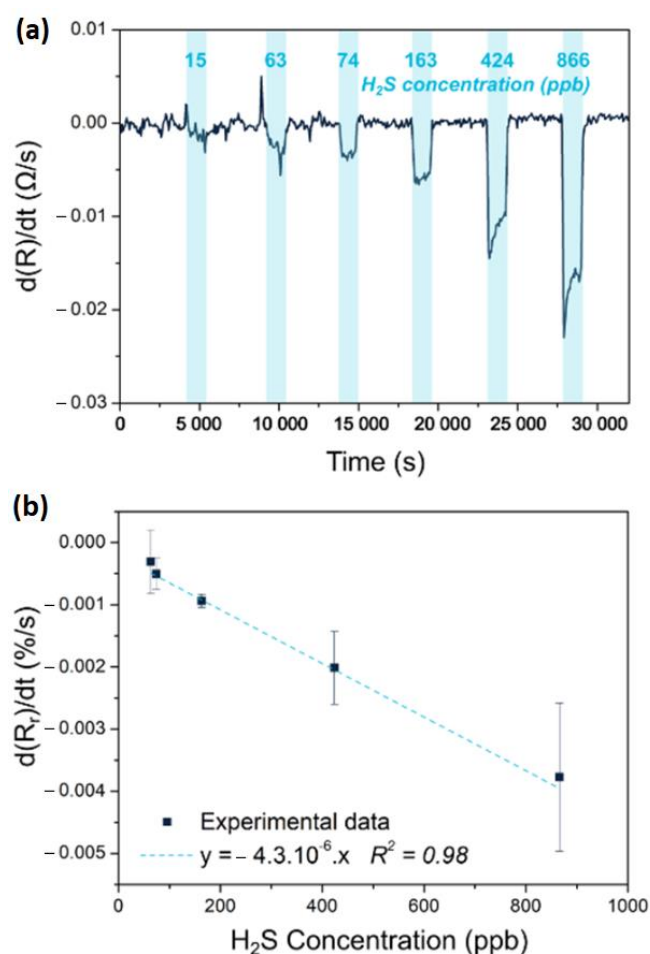 (a)
0.01
0.00
−0.01
−0.02
−0.03
d(R)/dt (Ω/s)
15 63 74 163 424 866
H₂S concentration (ppb)
0 5 000 10 000 15 000 20 000 25 000 30 000
Time (s)
(b)
0.000
−0.001
−0.002
−0.003
−0.004
−0.005
d(Rᵣ)/dt (%/s)
Experimental data
y = − 4.3.10⁻⁶.x R² = 0.98
0 200 400 600 800 1000
H₂S Concentration (ppb)